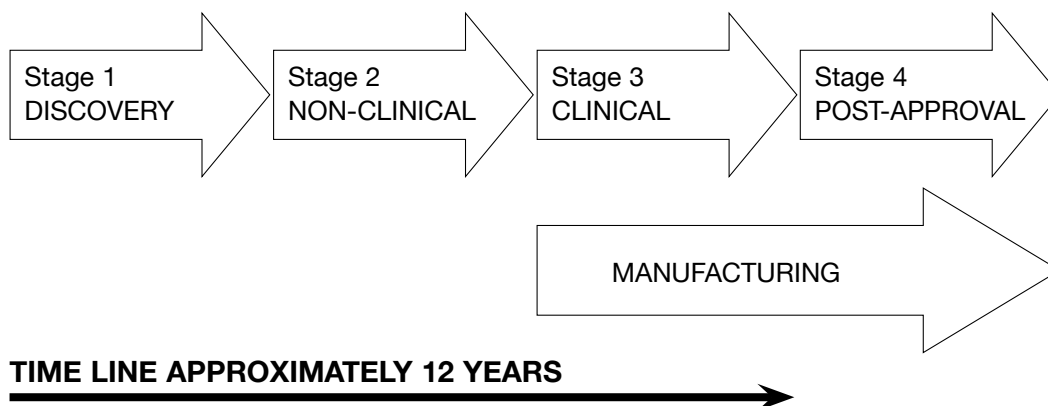 Stage 1
DISCOVERY
Stage 2
NON-CLINICAL
Stage 3
CLINICAL
Stage 4
POST-APPROVAL
MANUFACTURING
TIME LINE APPROXIMATELY 12 YEARS